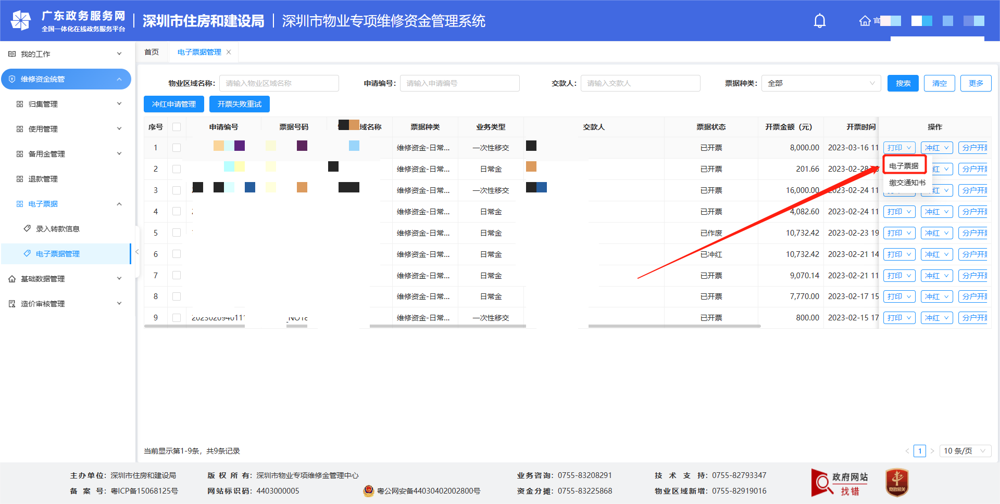 广东政务服务网
全国一体化在线政务服务平台
深圳市住房和建设局
深圳市物业专项维修资金管理系统
官
我的工作
维修资金统管
归集管理
使用管理
备用金管理
退款管理
电子票据
录入转款信息
电子票据管理
基础数据管理
造价审核管理
首页 电子票据管理
物业区域名称: 请输入物业区域名称 申请编号: 请输入申请编号 交款人: 请输入交款人 票据种类: 全部 搜索 清空 更多
冲红申请管理 开票失败重试
序号 申请编号 票据号码 域名称 票据种类 业务类型 交款人 票据状态 开票金额（元） 开票时间 操作
1 维修资金-日常... 一次性移交 已开票 8,000.00 2023-03-16 11 打印 冲红 分户开票
2 维修资金-日常... 日常金 已开票 201.66 2023-02-28 红 分户开票
电子票据
3 维修资金-日常... 一次性移交 已开票 16,000.00 2023-02-24 11 红 分户开票
缴交通知书
4 维修资金-日常... 日常金 已开票 4,082.60 2023-02-24 11 打印 冲红 分户开票
5 维修资金-日常... 日常金 已作废 10,732.42 2023-02-23 19 打印 冲红 分户开票
6 维修资金-日常... 日常金 已冲红 10,732.42 2023-02-21 14 打印 冲红 分户开票
7 维修资金-日常... 日常金 已开票 9,070.14 2023-02-21 11 打印 冲红 分户开票
8 维修资金-日常... 日常金 已开票 7,770.00 2023-02-17 15 打印 冲红 分户开票
9 维修资金-日常... 一次性移交 已开票 800.00 2023-02-15 17 打印 冲红 分户开票
当前显示第1-9条，共9条记录
1 10 条/页
主办单位: 深圳市住房和建设局 版权所有: 深圳市物业专项维修金管理中心 业务咨询: 0755-83208291 技术支持: 0755-82793347
备案号: 粤ICP备15068125号 网站标识码: 4403000005 粤公网安备44030402002800号 资金分摊: 0755-83225868 物业区域新增: 0755-82919016
政府网站
找错
党政机关